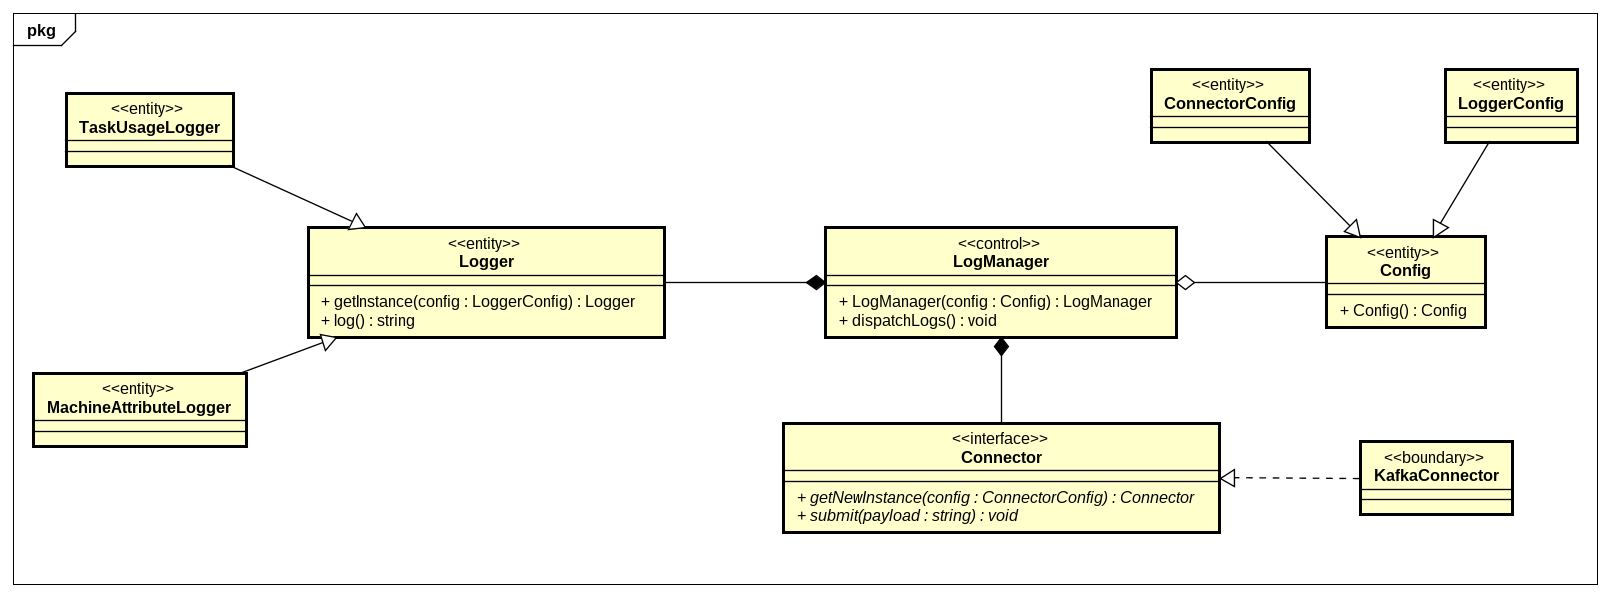 pkg
<<entity>>
TaskUsageLogger
<<entity>>
ConnectorConfig
<<entity>>
LoggerConfig
<<entity>>
Logger
+ getInstance(config : LoggerConfig) : Logger
+ log() : string
<<control>>
LogManager
+ LogManager(config : Config) : LogManager
+ dispatchLogs() : void
<<entity>>
Config
+ Config() : Config
<<entity>>
MachineAttributeLogger
<<interface>>
Connector
+ getNewInstance(config : ConnectorConfig) : Connector
+ submit(payload : string) : void
<<boundary>>
KafkaConnector